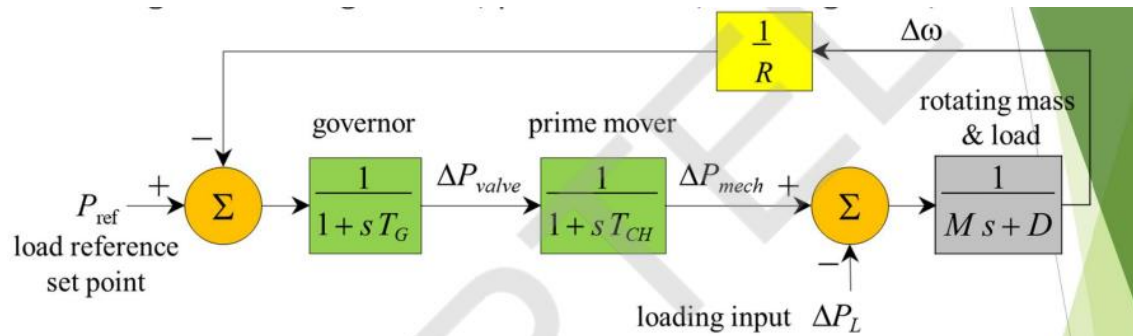 1
R
Δω
rotating mass
& load
governor
prime mover
−
+
P_ref
load reference
set point
Σ
1
1 + s T_G
ΔP_valve
1
1 + s T_CH
ΔP_mech
+
Σ
−
1
M s + D
loading input ΔP_L